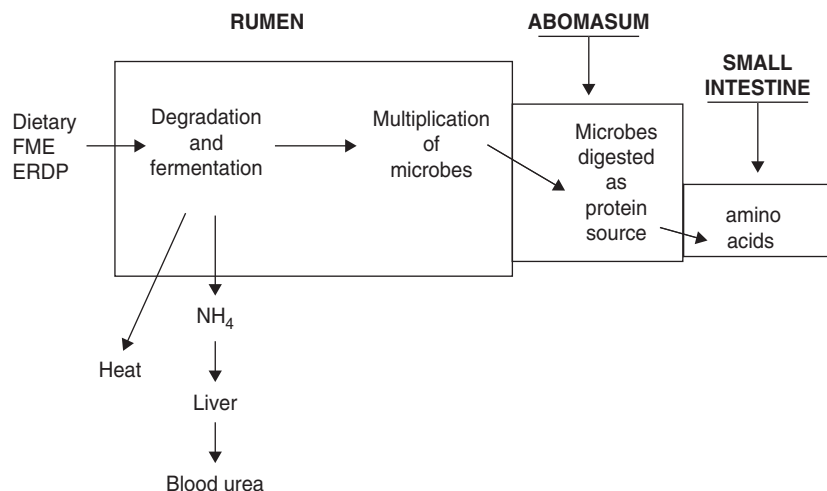 RUMEN
ABOMASUM
SMALL
INTESTINE
Dietary
FME
ERDP
Degradation
and
fermentation
Multiplication
of
microbes
Microbes
digested
as
protein
source
amino
acids
NH₄
Heat
Liver
Blood urea